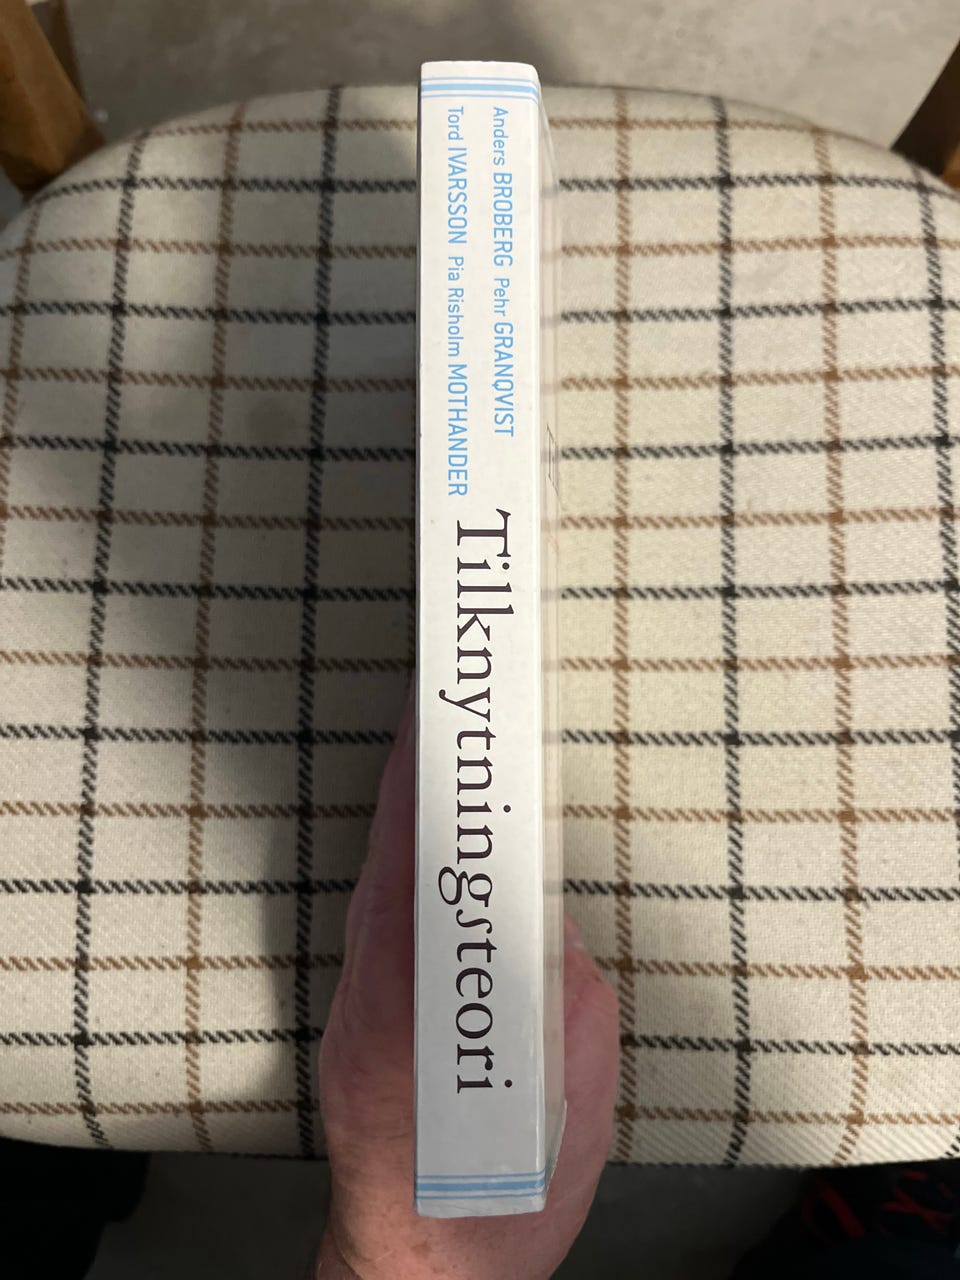 Anders BROBERG Pehr GRANQVIST
Tord IVARSSON Pia Risholm MOTHANDER
Tilknytningsteori